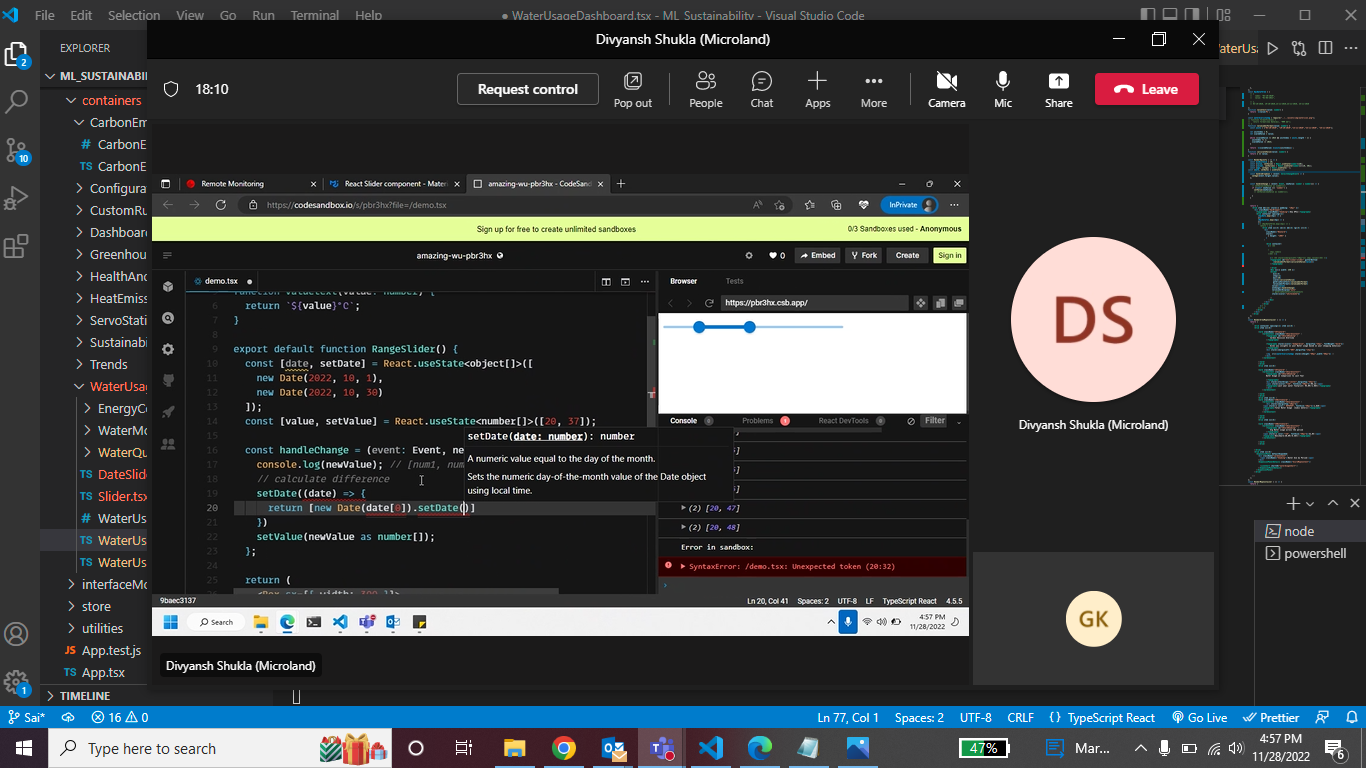 File Edit Selection View Go Run Terminal Help
● WaterUsageDashboard.tsx - ML_Sustainability - Visual Studio Code
Divyansh Shukla (Microland)
18:10
Request control
Pop out
People
Chat
Apps
More
Camera
Mic
Share
Leave
EXPLORER
ML_SUSTAINABI
containers
CarbonEm
# CarbonE
TS CarbonE
Configura
CustomRu
Dashboar
Greenhou
HealthAn
HeatEmiss
ServoStati
Sustainabi
Trends
WaterUsag
EnergyCo
WaterMo
WaterQu
TS DateSlide
TS Slider.tsx
# WaterUs
TS WaterUs
TS WaterUs
interfaceMo
store
utilities
JS App.test.js
TS App.tsx
TIMELINE
2
10
1
aterUsa
Remote Monitoring
React Slider component - Materi
amazing-wu-pbr3hx - CodeSand
https://codesandbox.io/s/pbr3hx?file=/demo.tsx
InPrivate
Sign up for free to create unlimited sandboxes
0/3 Sandboxes used - Anonymous
amazing-wu-pbr3hx
0
Embed
Fork
Create
Sign in
demo.tsx
Browser
Tests
https://pbr3hx.csb.app/
function valuetext(value: number) {
6 return `${value}°C`;
7 }
8
9 export default function RangeSlider() {
10 const [date, setDate] = React.useState<object[]>([
11 new Date(2022, 10, 1),
12 new Date(2022, 10, 30)
13 ]);
14 const [value, setValue] = React.useState<number[]>([20, 37]);
15
16 const handleChange = (event: Event, ne
17 console.log(newValue); // [num1, num
18 // calculate difference
19 setDate((date) => {
20 return [new Date(date[0]).setDate()]
21 })
22 setValue(newValue as number[]);
23 };
24
25 return (
setDate(date: number): number
A numeric value equal to the day of the month.
Sets the numeric day-of-the-month value of the Date object
using local time.
Console
Problems
React DevTools
Filter
(2) [20, 47]
(2) [20, 48]
Error in sandbox:
SyntaxError: /demo.tsx: Unexpected token (20:32)
9baec3137
Ln 20, Col 41 Spaces: 2 UTF-8 LF TypeScript React 4.5.5
Search
4:57 PM
11/28/2022
Divyansh Shukla (Microland)
DS
Divyansh Shukla (Microland)
GK
node
powershell
Sai*
16 0
Ln 77, Col 1 Spaces: 2 UTF-8 CRLF {} TypeScript React Go Live Prettier
Type here to search
47%
Mar...
4:57 PM
11/28/2022
6